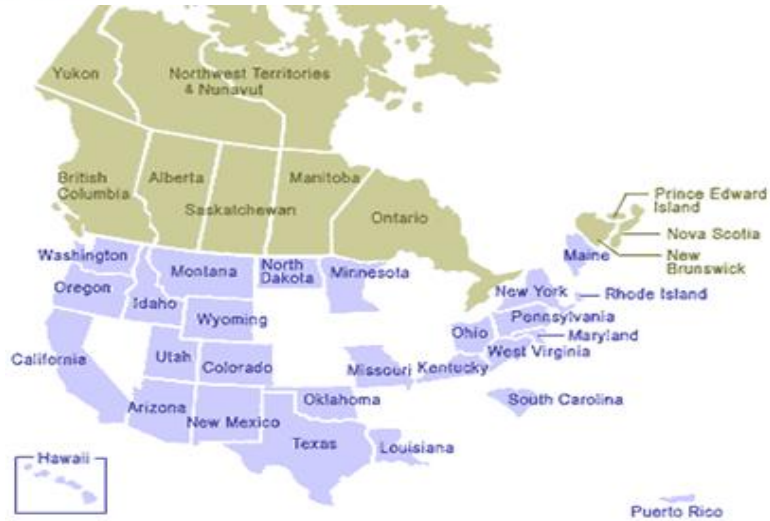 Yukon
Northwest Territories
& Nunavut
British
Columbia
Alberta
Saskatchewan
Manitoba
Ontario
Prince Edward
Island
Nova Scotia
New
Brunswick
Maine
Washington
Montana
North
Dakota
Minnesota
Oregon
Idaho
New York
Rhode Island
Wyoming
Pennsylvania
Ohio
Maryland
West Virginia
California
Utah
Colorado
Missouri
Kentucky
Arizona
New Mexico
Oklahoma
South Carolina
Texas
Louisiana
Hawaii
Puerto Rico